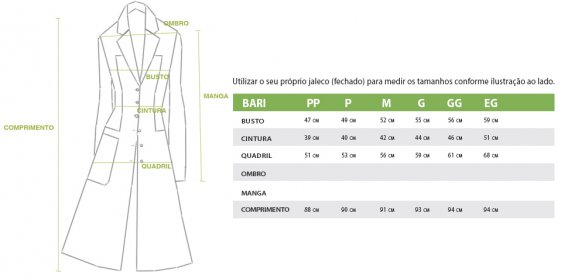 OMBRO
BUSTO
MANGA
CINTURA
COMPRIMENTO
QUADRIL
Utilizar o seu próprio jaleco (fechado) para medir os tamanhos conforme ilustração ao lado.
BARI PP P M G GG EG
BUSTO 47 CM 49 CM 52 CM 55 CM 56 CM 59 CM
CINTURA 39 CM 40 CM 42 CM 44 CM 46 CM 51 CM
QUADRIL 51 CM 53 CM 56 CM 59 CM 61 CM 68 CM
OMBRO
MANGA
COMPRIMENTO 88 CM 90 CM 91 CM 93 CM 94 CM 94 CM